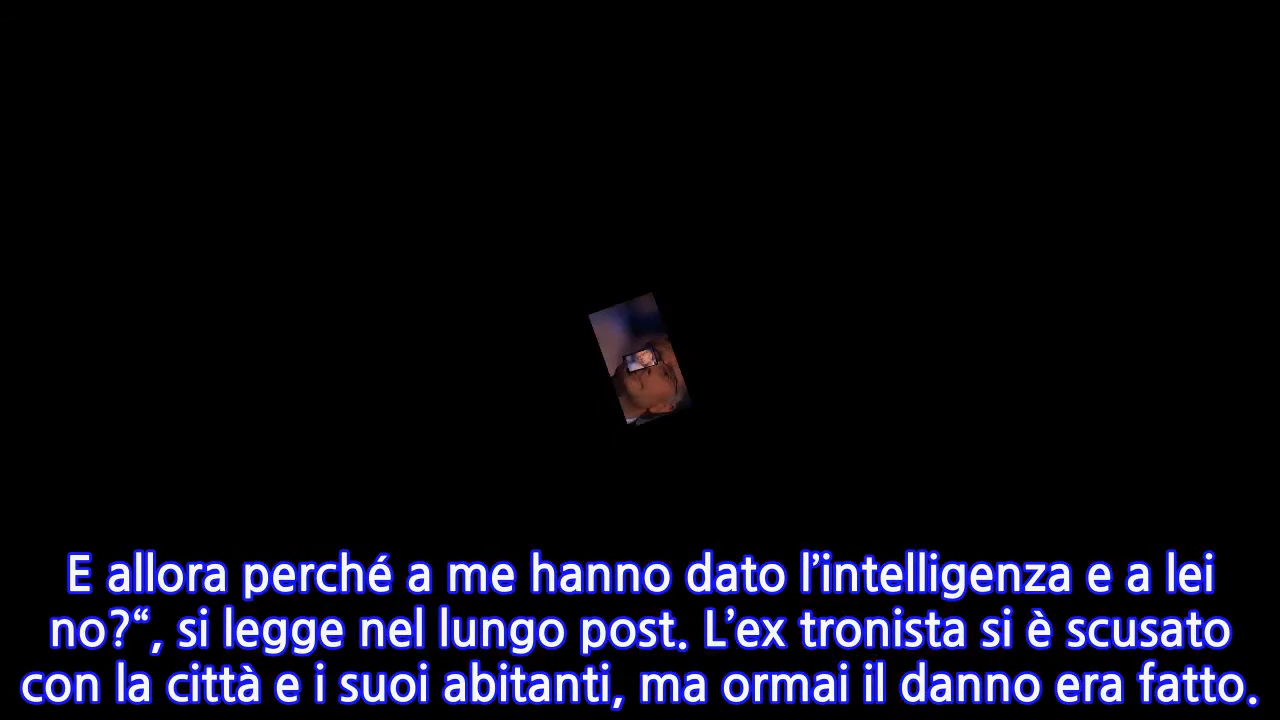 E allora perché a me hanno dato l’intelligenza e a lei
no?“, si legge nel lungo post. L’ex tronista si è scusato
con la città e i suoi abitanti, ma ormai il danno era fatto.